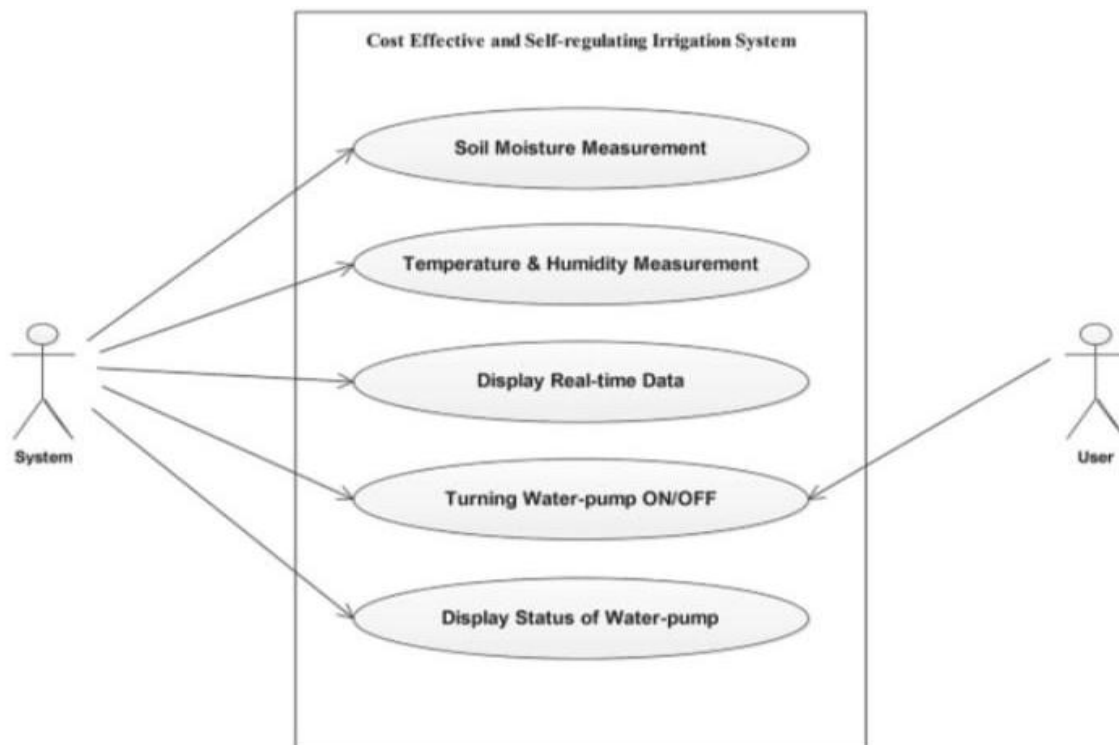 Cost Effective and Self-regulating Irrigation System
Soil Moisture Measurement
Temperature & Humidity Measurement
Display Real-time Data
System
User
Turning Water-pump ON/OFF
Display Status of Water-pump